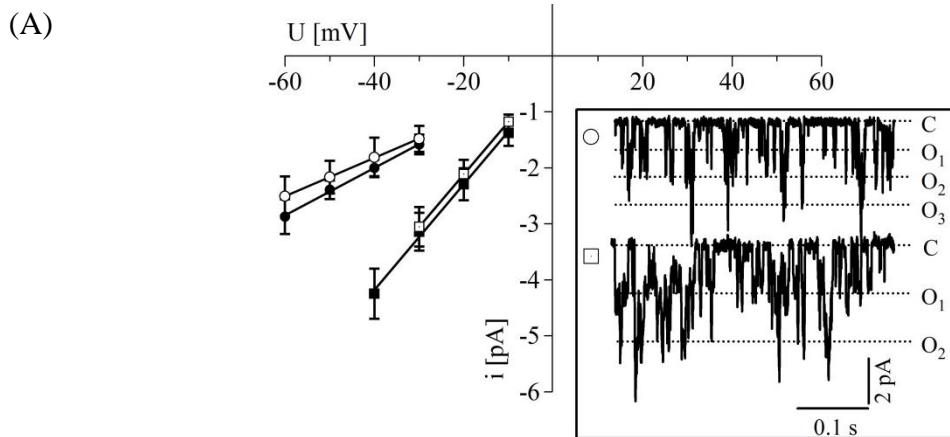 (A)
U [mV]
-60 -40 -20 20 40 60
-1
-2
-3
-4
-5
-6
i [pA]
C
O₁
O₂
O₃
C
O₁
O₂
2 pA
0.1 s